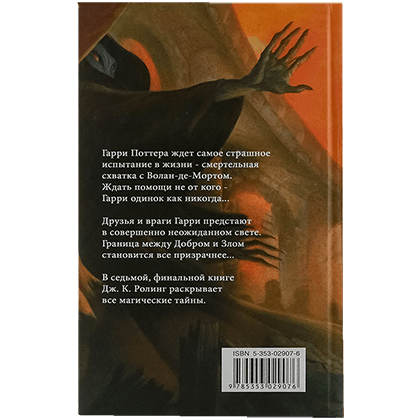 Гарри Поттера ждет самое страшное
испытание в жизни - смертельная
схватка с Волан-де-Мортом.
Ждать помощи не от кого -
Гарри одинок как никогда...
Друзья и враги Гарри предстают
в совершенно неожиданном свете.
Граница между Добром и Злом
становится все призрачнее...
В седьмой, финальной книге
Дж. К. Ролинг раскрывает
все магические тайны.
ISBN 5-353-02907-6
9 785353 029076